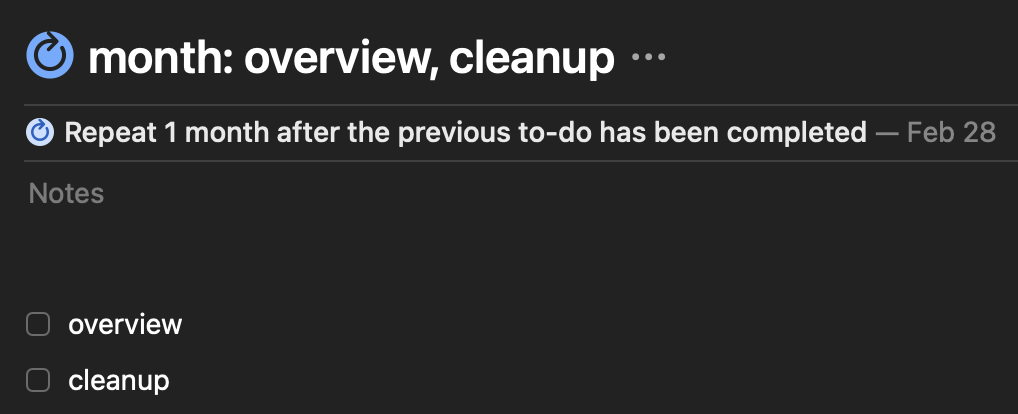 month: overview, cleanup ...
Repeat 1 month after the previous to-do has been completed — Feb 28
Notes
overview
cleanup